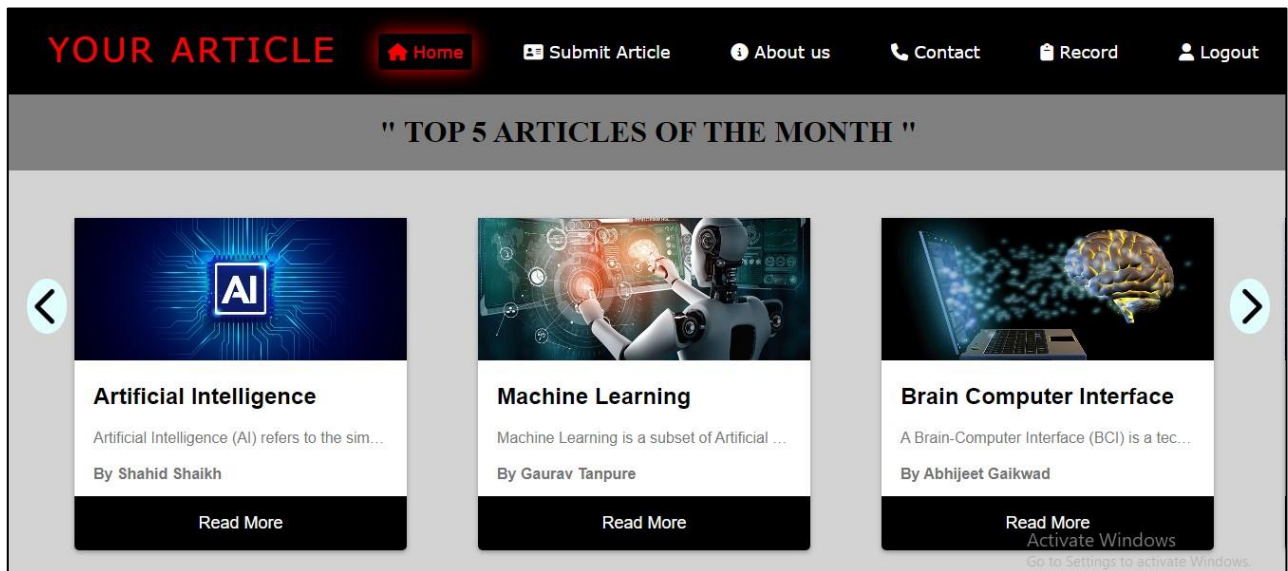 YOUR ARTICLE Home Submit Article About us Contact Record Logout
" TOP 5 ARTICLES OF THE MONTH "
AI
Artificial Intelligence
Artificial Intelligence (AI) refers to the sim...
By Shahid Shaikh
Read More
Machine Learning
Machine Learning is a subset of Artificial ...
By Gaurav Tanpure
Read More
Brain Computer Interface
A Brain-Computer Interface (BCI) is a tec...
By Abhijeet Gaikwad
Read More
Activate Windows
Go to Settings to activate Windows.